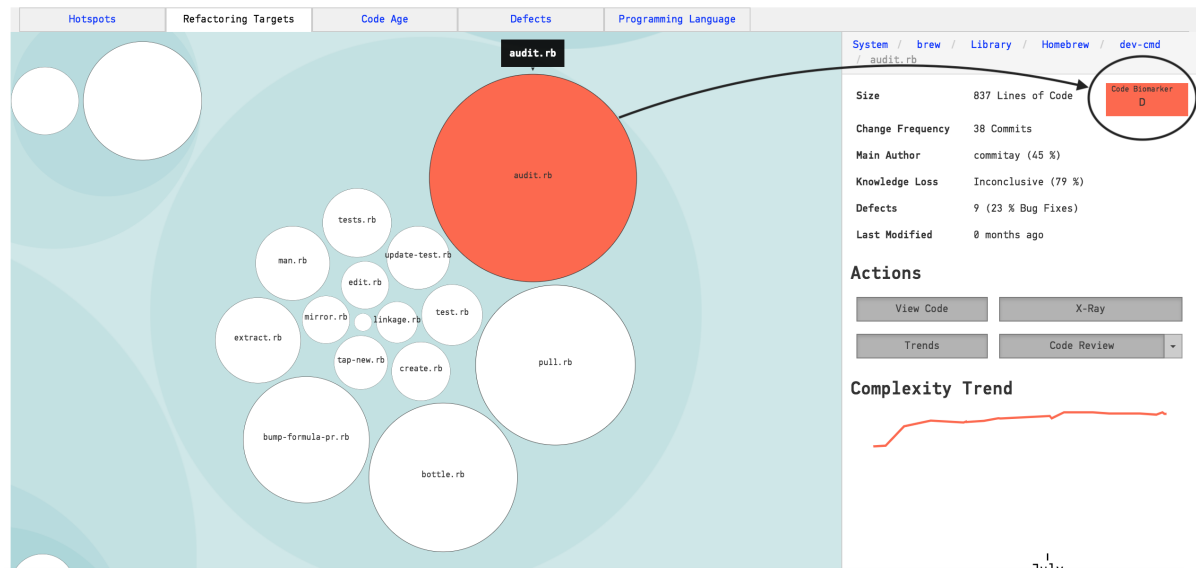 Hotspots
Refactoring Targets
Code Age
Defects
Programming Language
audit.rb
audit.rb
tests.rb
man.rb
update-test.rb
edit.rb
mirror.rb
linkage.rb
test.rb
extract.rb
tap-new.rb
create.rb
pull.rb
bump-formula-pr.rb
bottle.rb
System / brew / Library / Homebrew / dev-cmd
/ audit.rb
Size 837 Lines of Code
Code Biomarker
D
Change Frequency 38 Commits
Main Author commitay (45 %)
Knowledge Loss Inconclusive (79 %)
Defects 9 (23 % Bug Fixes)
Last Modified 0 months ago
Actions
View Code X-Ray
Trends Code Review
Complexity Trend
July